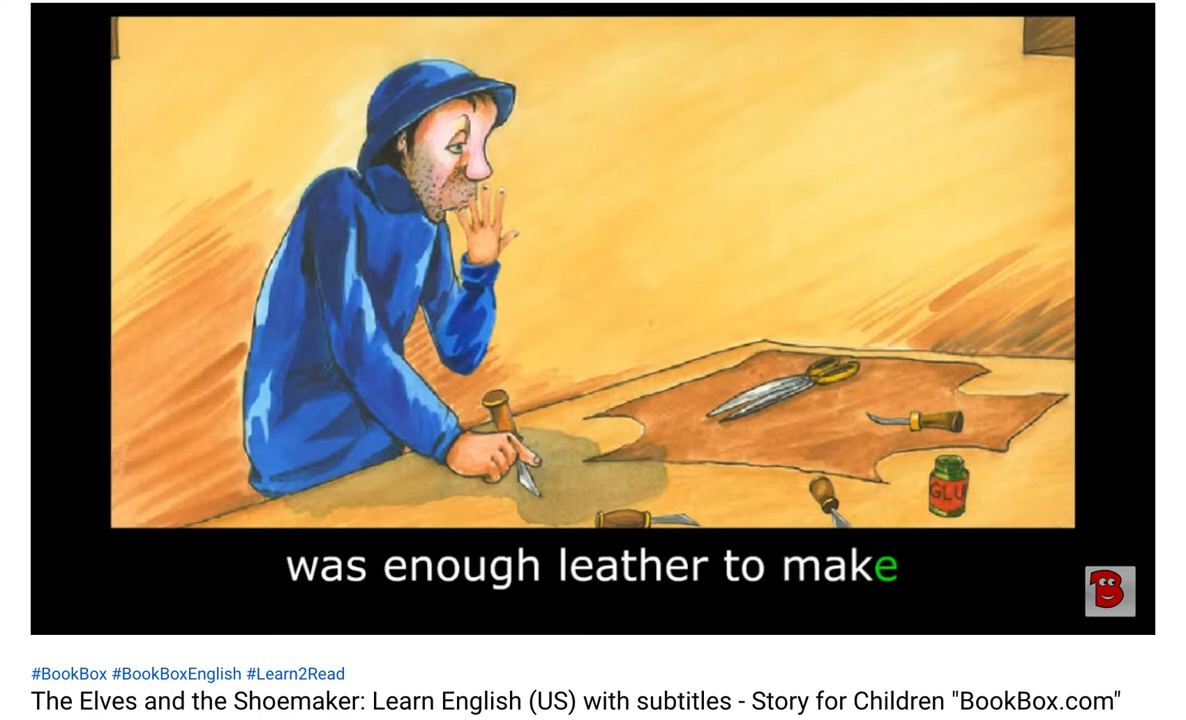 GLU
was enough leather to make
B
#BookBox #BookBoxEnglish #Learn2Read
The Elves and the Shoemaker: Learn English (US) with subtitles - Story for Children "BookBox.com"